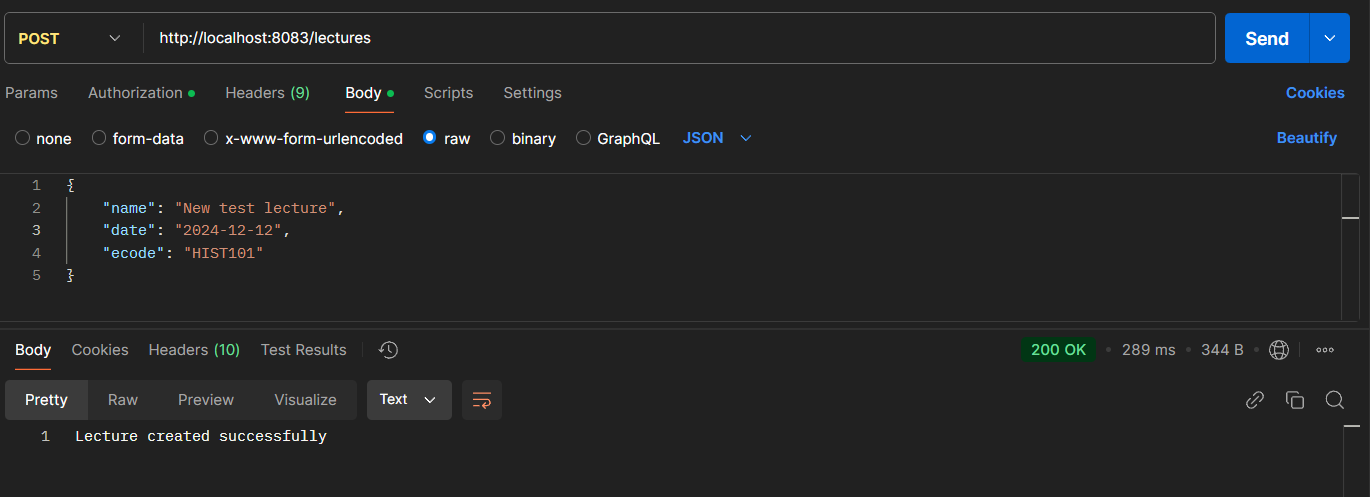 POST http://localhost:8083/lectures Send
Params Authorization Headers (9) Body Scripts Settings Cookies
none form-data x-www-form-urlencoded raw binary GraphQL JSON Beautify
1 {
2 "name": "New test lecture",
3 "date": "2024-12-12",
4 "ecode": "HIST101"
5 }
Body Cookies Headers (10) Test Results 200 OK • 289 ms • 344 B •
Pretty Raw Preview Visualize Text
1 Lecture created successfully